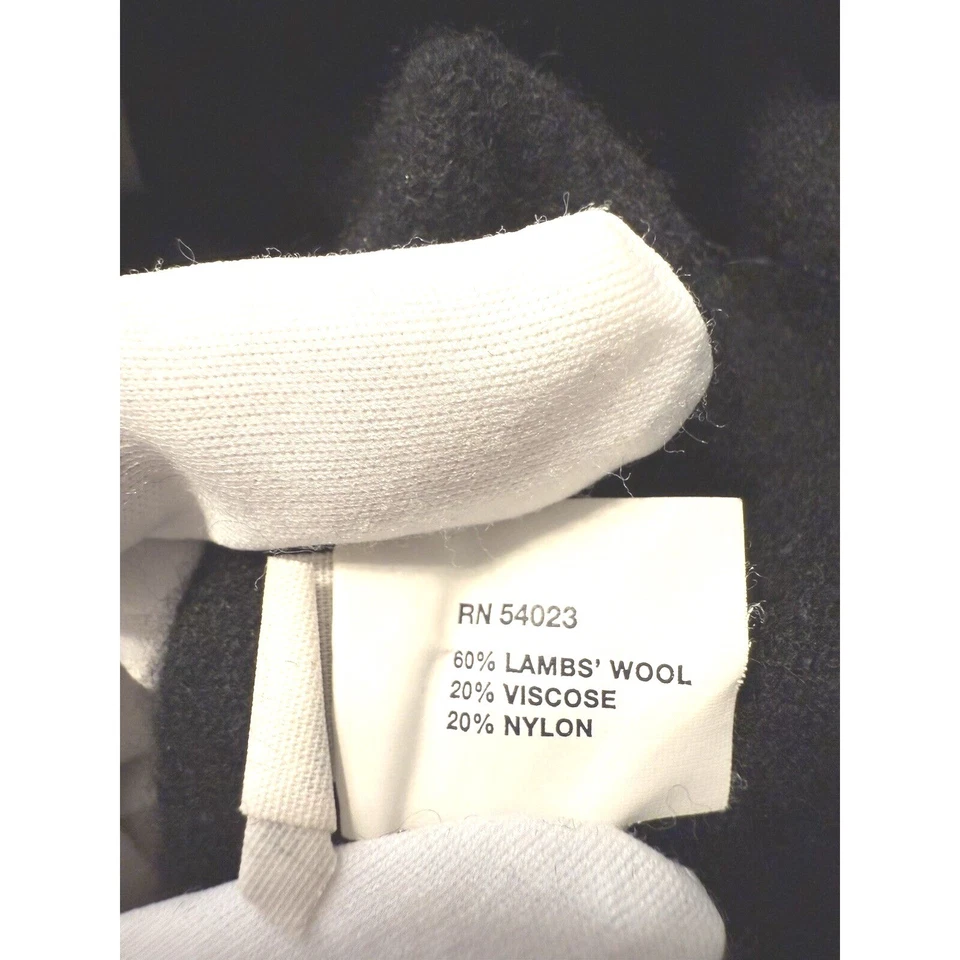 RN 54023
60% LAMBS' WOOL
20% VISCOSE
20% NYLON